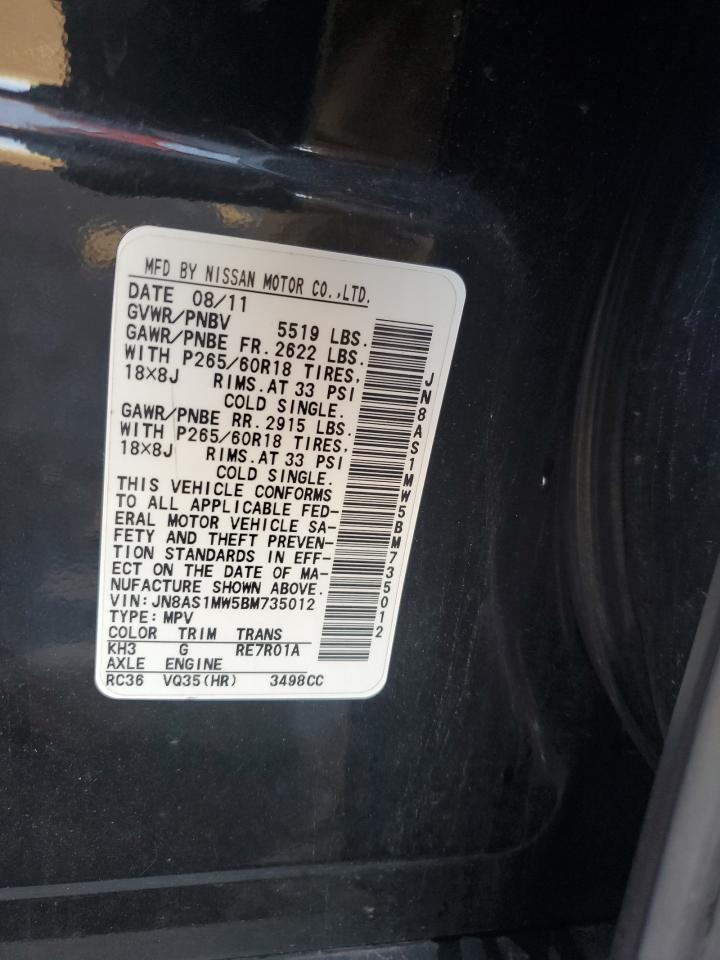 MFD BY NISSAN MOTOR CO.,LTD.
DATE 08/11
GVWR/PNBV 5519 LBS.
GAWR/PNBE FR. 2622 LBS.
WITH P265/60R18 TIRES,
18×8J RIMS.AT 33 PSI
COLD SINGLE.
GAWR/PNBE RR. 2915 LBS.
WITH P265/60R18 TIRES,
18×8J RIMS.AT 33 PSI
COLD SINGLE.
THIS VEHICLE CONFORMS
TO ALL APPLICABLE FED-
ERAL MOTOR VEHICLE SA-
FETY AND THEFT PREVEN-
TION STANDARDS IN EFF-
ECT ON THE DATE OF MA-
NUFACTURE SHOWN ABOVE.
VIN:JN8AS1MW5BM735012
TYPE:MPV
COLOR TRIM TRANS
KH3 G RE7R01A
AXLE ENGINE
RC36 VQ35(HR) 3498CC
JN8AS1MW5BM735012